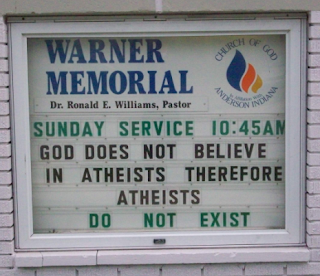 WARNER
MEMORIAL
Dr. Ronald E. Williams, Pastor
CHURCH OF GOD
ANDERSON INDIANA
SUNDAY SERVICE 10:45AM
GOD DOES NOT BELIEVE
IN ATHEISTS THEREFORE
ATHEISTS
DO NOT EXIST